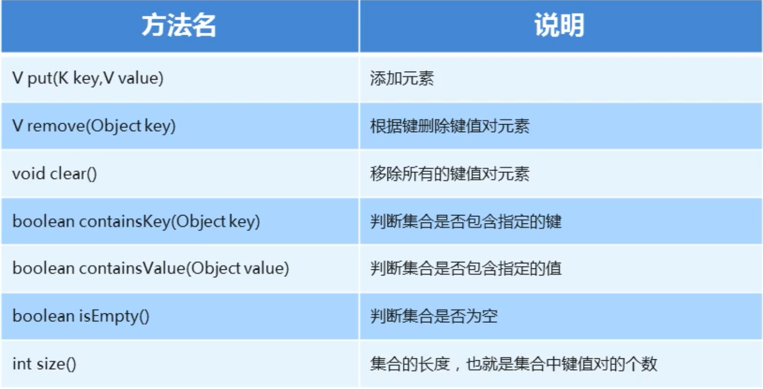 方法名 说明
V put(K key,V value) 添加元素
V remove(Object key) 根据键删除键值对元素
void clear() 移除所有的键值对元素
boolean containsKey(Object key) 判断集合是否包含指定的键
boolean containsValue(Object value) 判断集合是否包含指定的值
boolean isEmpty() 判断集合是否为空
int size() 集合的长度，也就是集合中键值对的个数